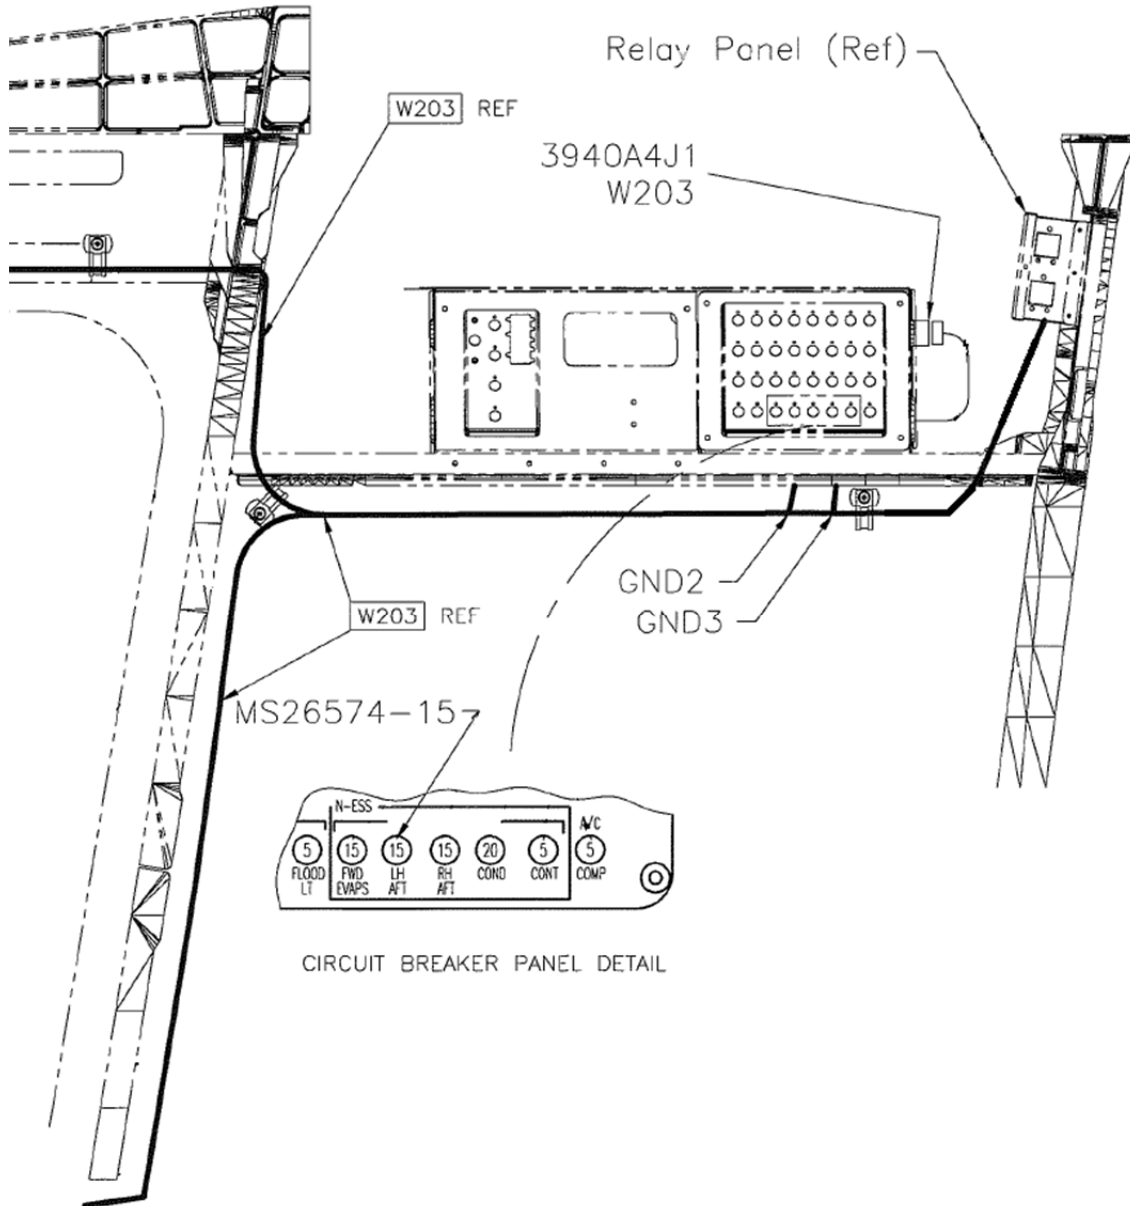 Relay Panel (Ref)
W203 REF
3940A4J1
W203
GND2
GND3
W203 REF
MS26574-15
N-ESS
A/C
5 15 15 15 20 5 5
FLOOD FWD LH RH COND CONT COMP
LT EVAPS AFT AFT
CIRCUIT BREAKER PANEL DETAIL